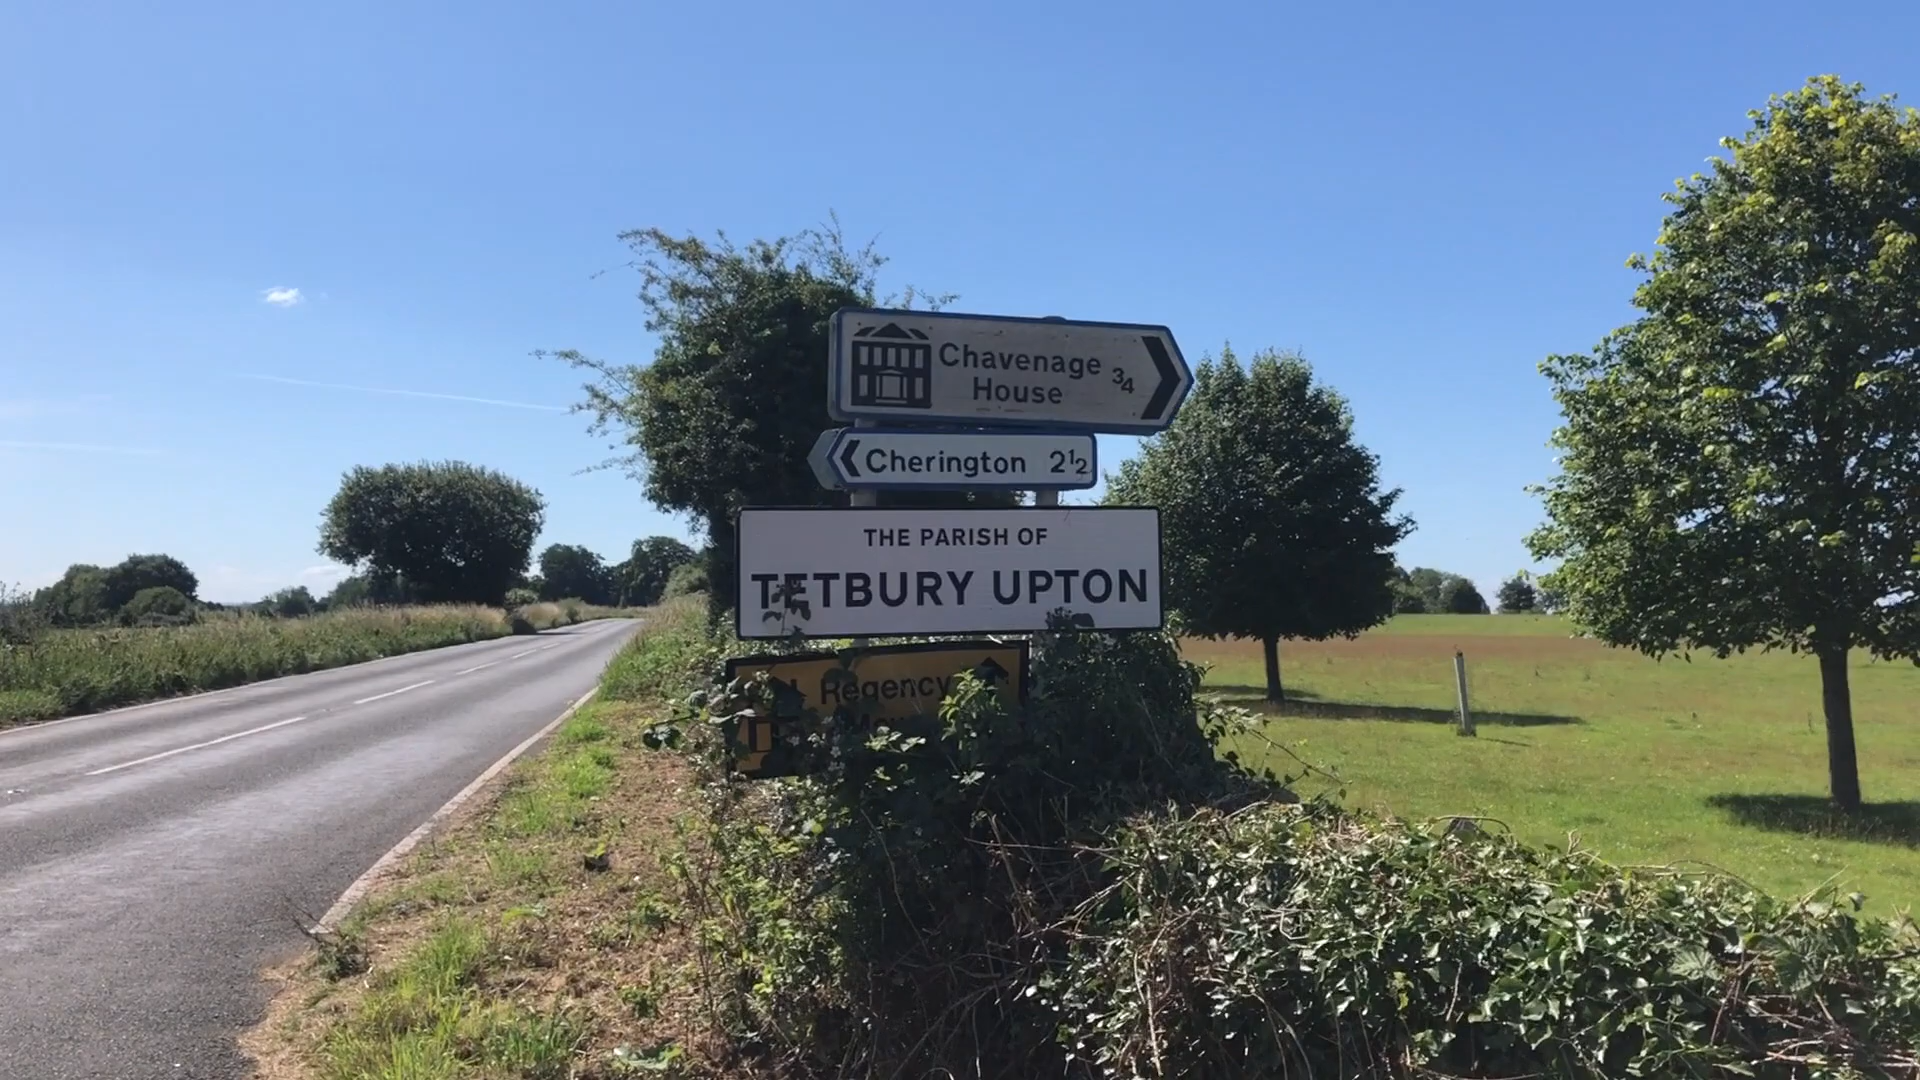 Chavenage
House 3/4
Cherington 2 1/2
THE PARISH OF
TETBURY UPTON
Regency